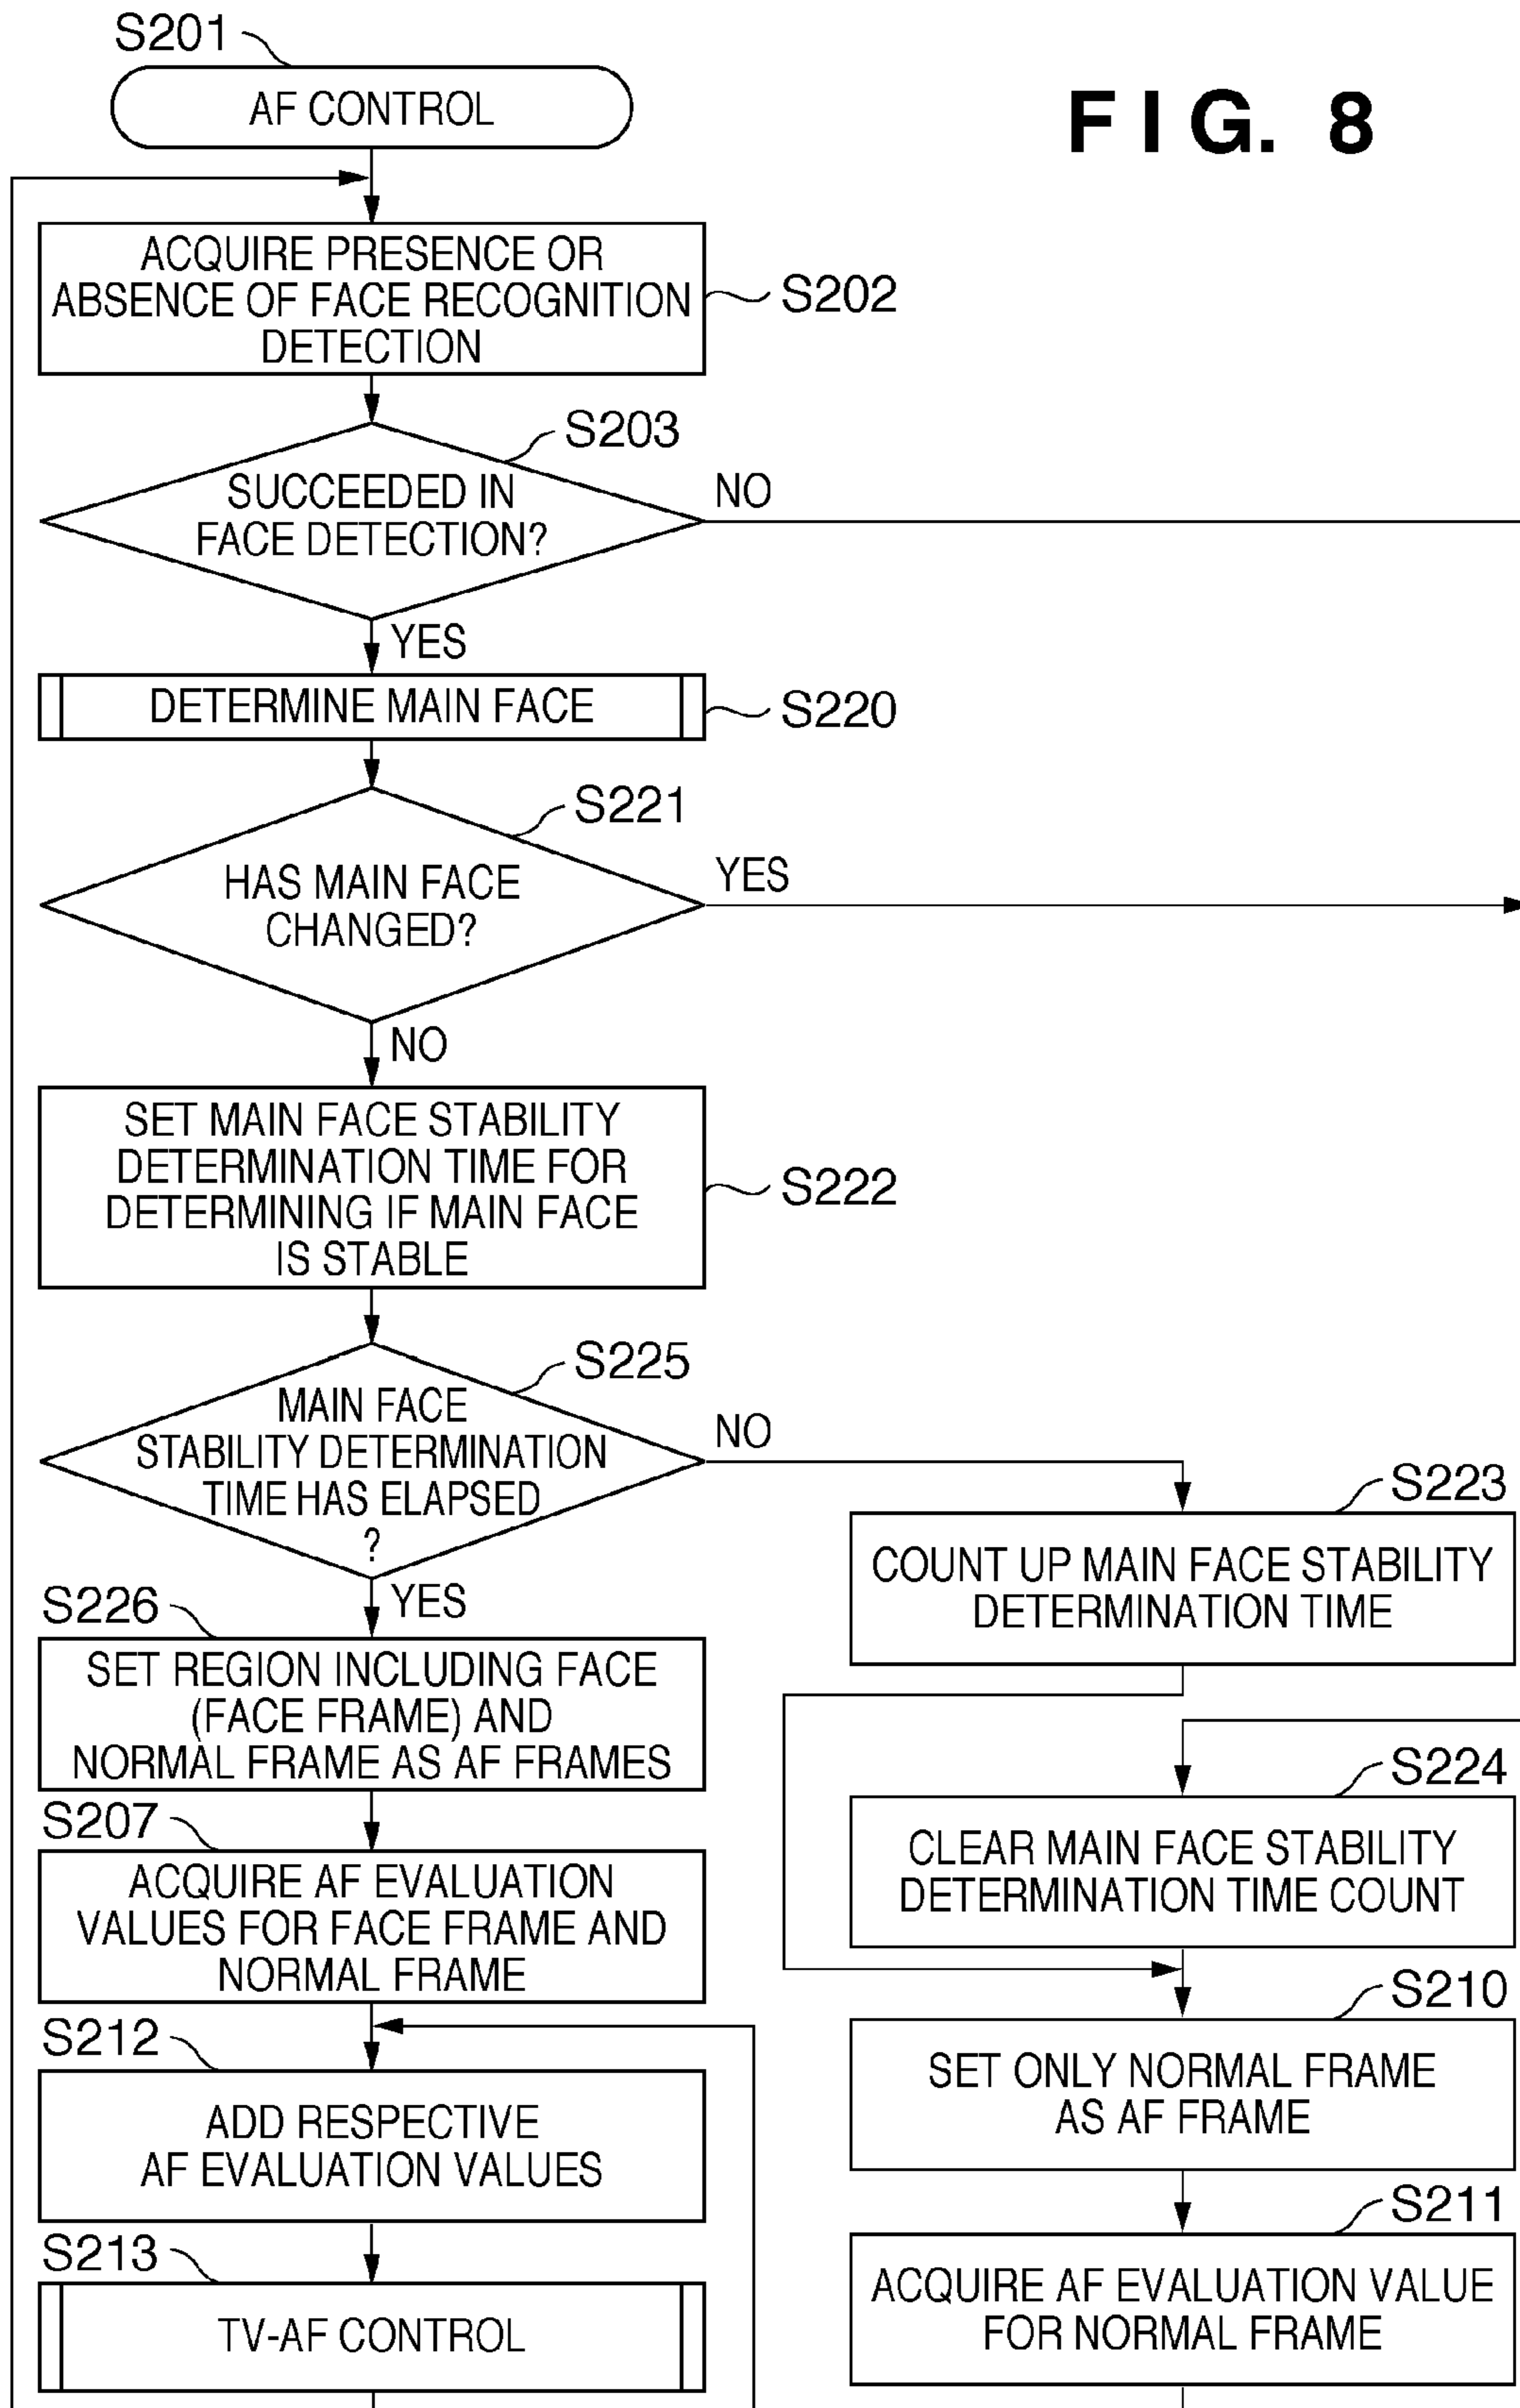 FIG. 8
S201
AF CONTROL
ACQUIRE PRESENCE OR
ABSENCE OF FACE RECOGNITION
DETECTION
S202
S203
SUCCEEDED IN
FACE DETECTION?
NO
YES
DETERMINE MAIN FACE
S220
S221
HAS MAIN FACE
CHANGED?
YES
NO
SET MAIN FACE STABILITY
DETERMINATION TIME FOR
DETERMINING IF MAIN FACE
IS STABLE
S222
S225
MAIN FACE
STABILITY DETERMINATION
TIME HAS ELAPSED
?
NO
YES
S223
COUNT UP MAIN FACE STABILITY
DETERMINATION TIME
S226
SET REGION INCLUDING FACE
(FACE FRAME) AND
NORMAL FRAME AS AF FRAMES
S224
CLEAR MAIN FACE STABILITY
DETERMINATION TIME COUNT
S207
ACQUIRE AF EVALUATION
VALUES FOR FACE FRAME AND
NORMAL FRAME
S210
SET ONLY NORMAL FRAME
AS AF FRAME
S212
ADD RESPECTIVE
AF EVALUATION VALUES
S211
ACQUIRE AF EVALUATION VALUE
FOR NORMAL FRAME
S213
TV-AF CONTROL